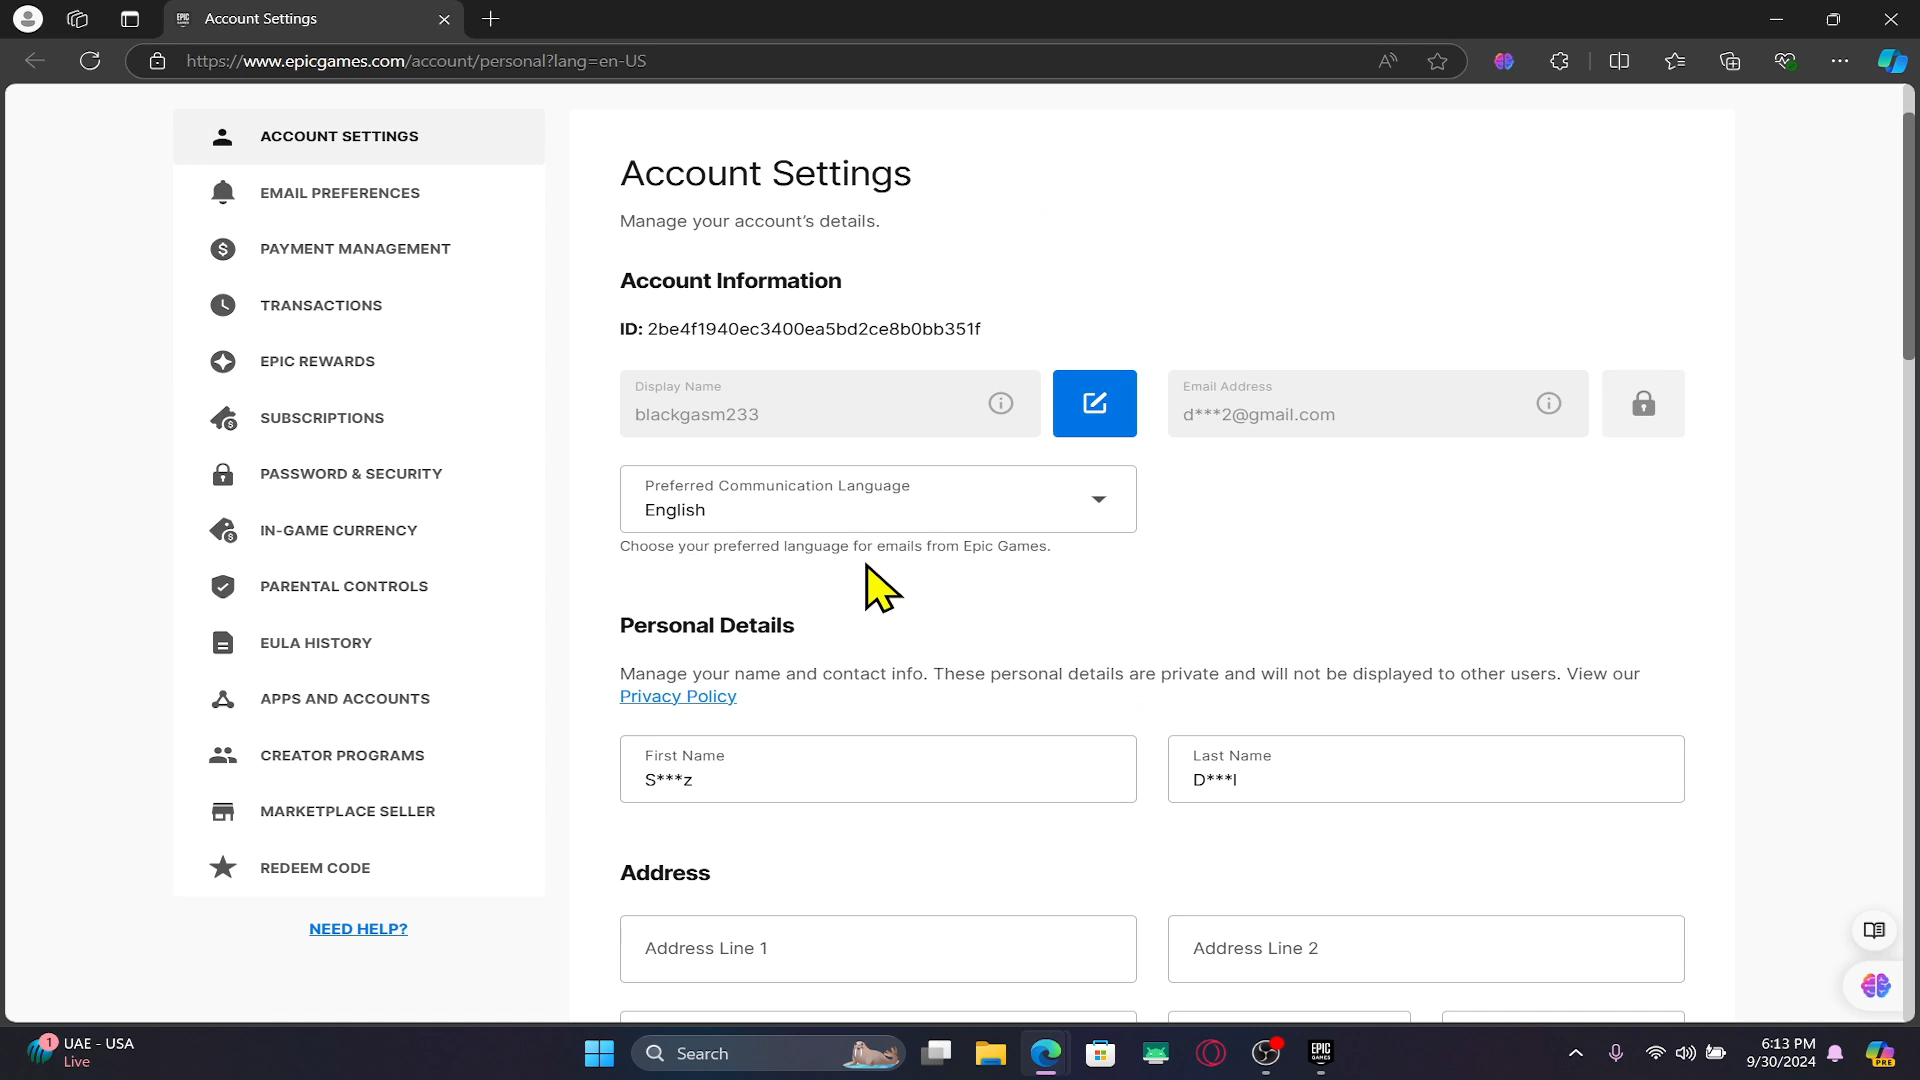 Account Settings
https://www.epicgames.com/account/personal?lang=en-US
ACCOUNT SETTINGS
EMAIL PREFERENCES
PAYMENT MANAGEMENT
TRANSACTIONS
EPIC REWARDS
SUBSCRIPTIONS
PASSWORD & SECURITY
IN-GAME CURRENCY
PARENTAL CONTROLS
EULA HISTORY
APPS AND ACCOUNTS
CREATOR PROGRAMS
MARKETPLACE SELLER
REDEEM CODE
NEED HELP?
Account Settings
Manage your account's details.
Account Information
ID: 2be4f1940ec3400ea5bd2ce8b0bb351f
Display Name
blackgasm233
Email Address
d***2@gmail.com
Preferred Communication Language
English
Choose your preferred language for emails from Epic Games.
Personal Details
Manage your name and contact info. These personal details are private and will not be displayed to other users. View our
Privacy Policy
First Name
S***z
Last Name
D***l
Address
Address Line 1
Address Line 2
1
UAE - USA
Live
Search
EPIC GAMES
6:13 PM
9/30/2024
PRE